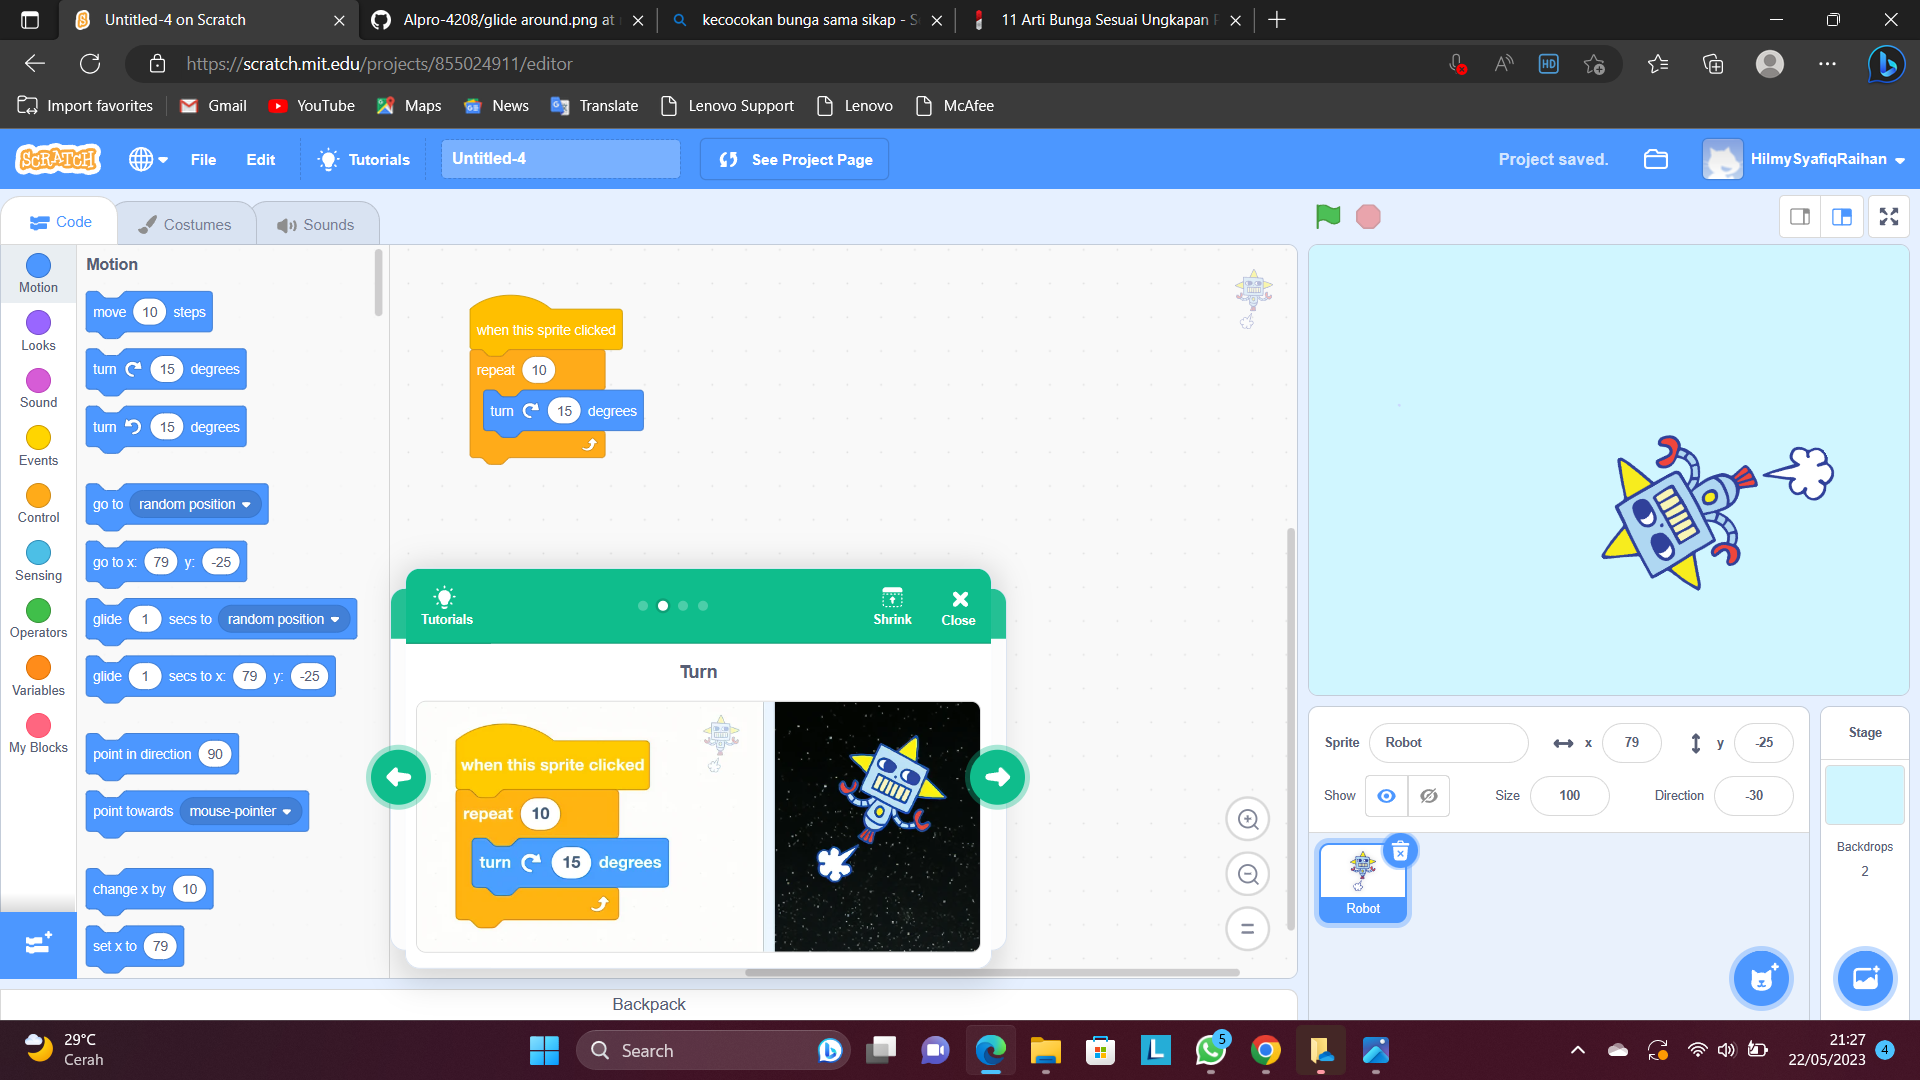 Untitled-4 on Scratch
Alpro-4208/glide around.png at
kecocokan bunga sama sikap - S
11 Arti Bunga Sesuai Ungkapan
https://scratch.mit.edu/projects/855024911/editor
HD
Import favorites
Gmail
YouTube
Maps
News
Translate
Lenovo Support
Lenovo
McAfee
SCRATCH
File
Edit
Tutorials
Untitled-4
See Project Page
Project saved.
HilmySyafiqRaihan
Code
Costumes
Sounds
Motion
Looks
Sound
Events
Control
Sensing
Operators
Variables
My Blocks
Motion
move 10 steps
turn 15 degrees
turn 15 degrees
go to random position
go to x: 79 y: -25
glide 1 secs to random position
glide 1 secs to x: 79 y: -25
point in direction 90
point towards mouse-pointer
change x by 10
set x to 79
when this sprite clicked
repeat 10
turn 15 degrees
Tutorials
Shrink
Close
Turn
when this sprite clicked
repeat 10
turn 15 degrees
Backpack
Sprite Robot x 79 y -25
Show Size 100 Direction -30
Robot
Stage
Backdrops
2
29°C
Cerah
Search
L
5
21:27
22/05/2023
4